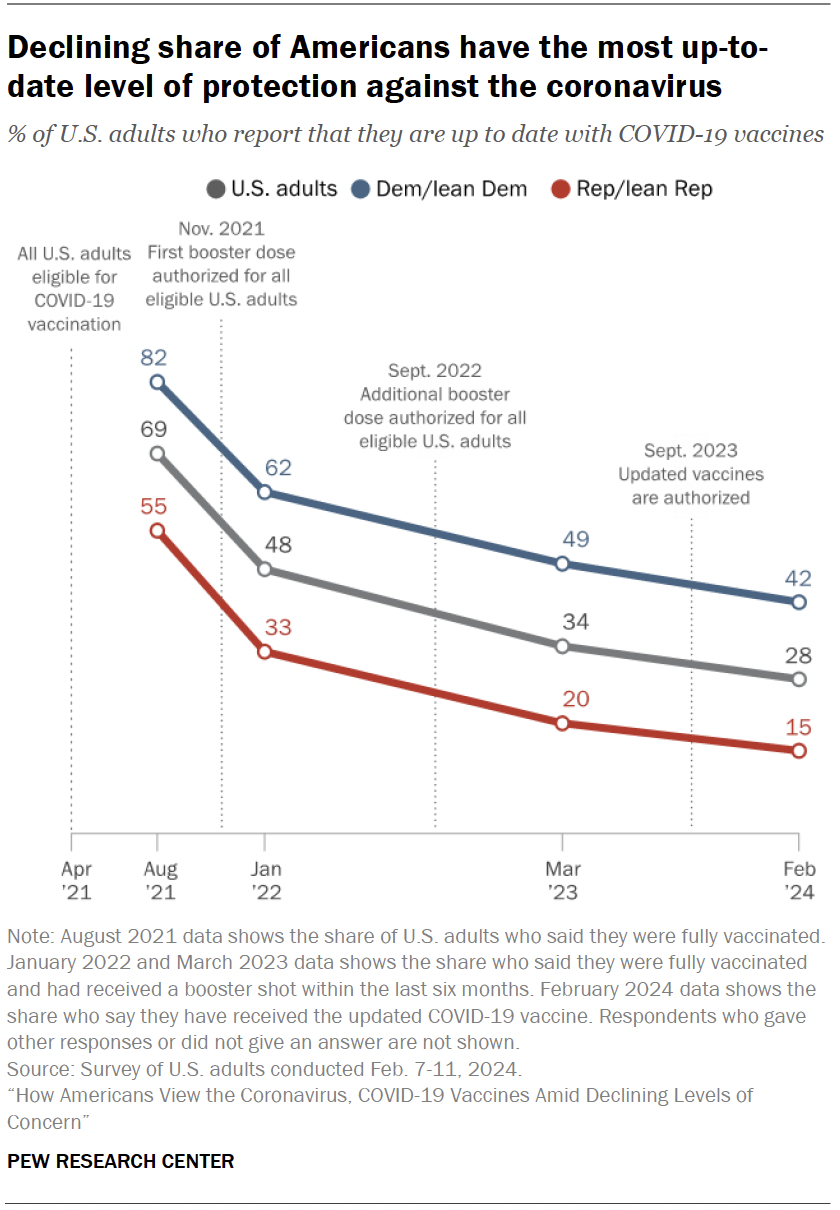 Declining share of Americans have the most up-to-
date level of protection against the coronavirus
% of U.S. adults who report that they are up to date with COVID-19 vaccines
U.S. adults Dem/lean Dem Rep/lean Rep
All U.S. adults
eligible for
COVID-19
vaccination
Nov. 2021
First booster dose
authorized for all
eligible U.S. adults
Sept. 2022
Additional booster
dose authorized for all
eligible U.S. adults
Sept. 2023
Updated vaccines
are authorized
82
62
49
42
69
48
34
28
55
33
20
15
Apr
’21
Aug
’21
Jan
’22
Mar
’23
Feb
’24
Note: August 2021 data shows the share of U.S. adults who said they were fully vaccinated.
January 2022 and March 2023 data shows the share who said they were fully vaccinated
and had received a booster shot within the last six months. February 2024 data shows the
share who say they have received the updated COVID-19 vaccine. Respondents who gave
other responses or did not give an answer are not shown.
Source: Survey of U.S. adults conducted Feb. 7-11, 2024.
“How Americans View the Coronavirus, COVID-19 Vaccines Amid Declining Levels of
Concern”
PEW RESEARCH CENTER